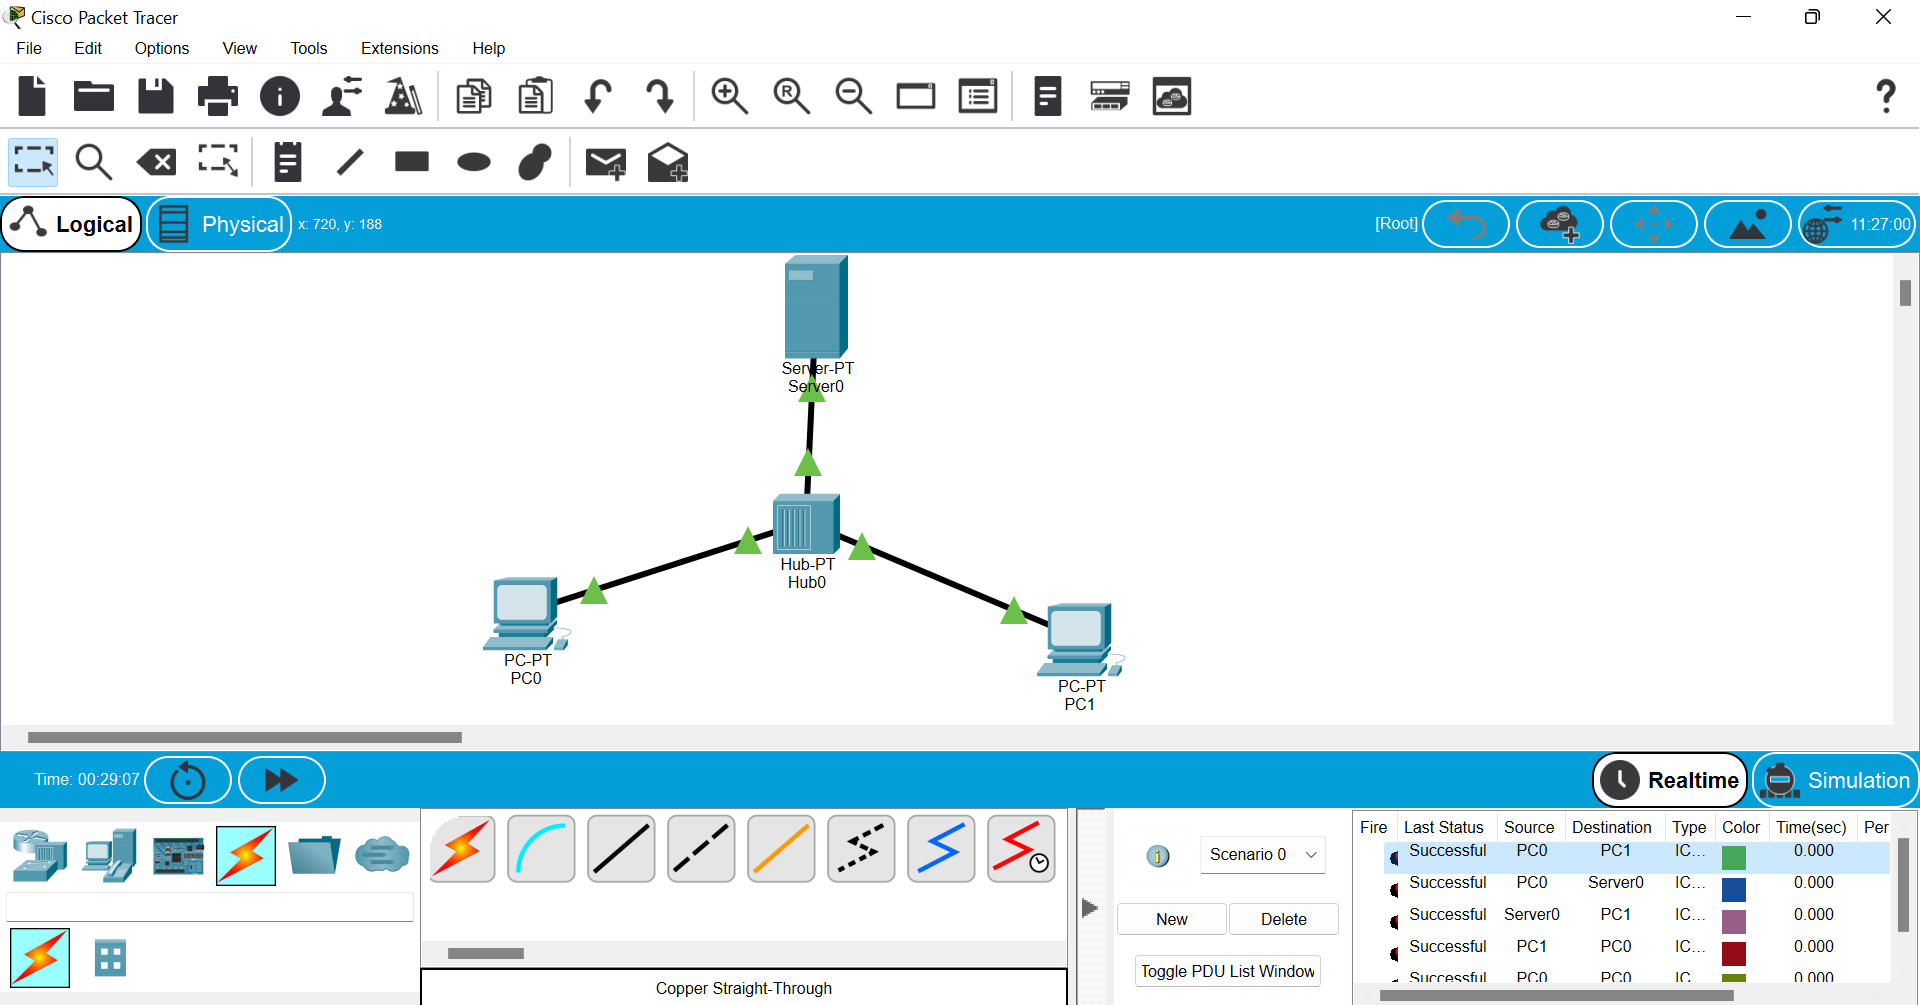 Cisco Packet Tracer
File Edit Options View Tools Extensions Help
Logical Physical x: 720, y: 188 [Root] 11:27:00
Server-PT
Server0
Hub-PT
Hub0
PC-PT
PC0
PC-PT
PC1
Time: 00:29:07 Realtime Simulation
Scenario 0
New Delete
Toggle PDU List Window
Copper Straight-Through
Fire Last Status Source Destination Type Color Time(sec) Per
Successful PC0 PC1 IC... 0.000
Successful PC0 Server0 IC... 0.000
Successful Server0 PC1 IC... 0.000
Successful PC1 PC0 IC... 0.000
Successful PC0 PC0 IC 0.000